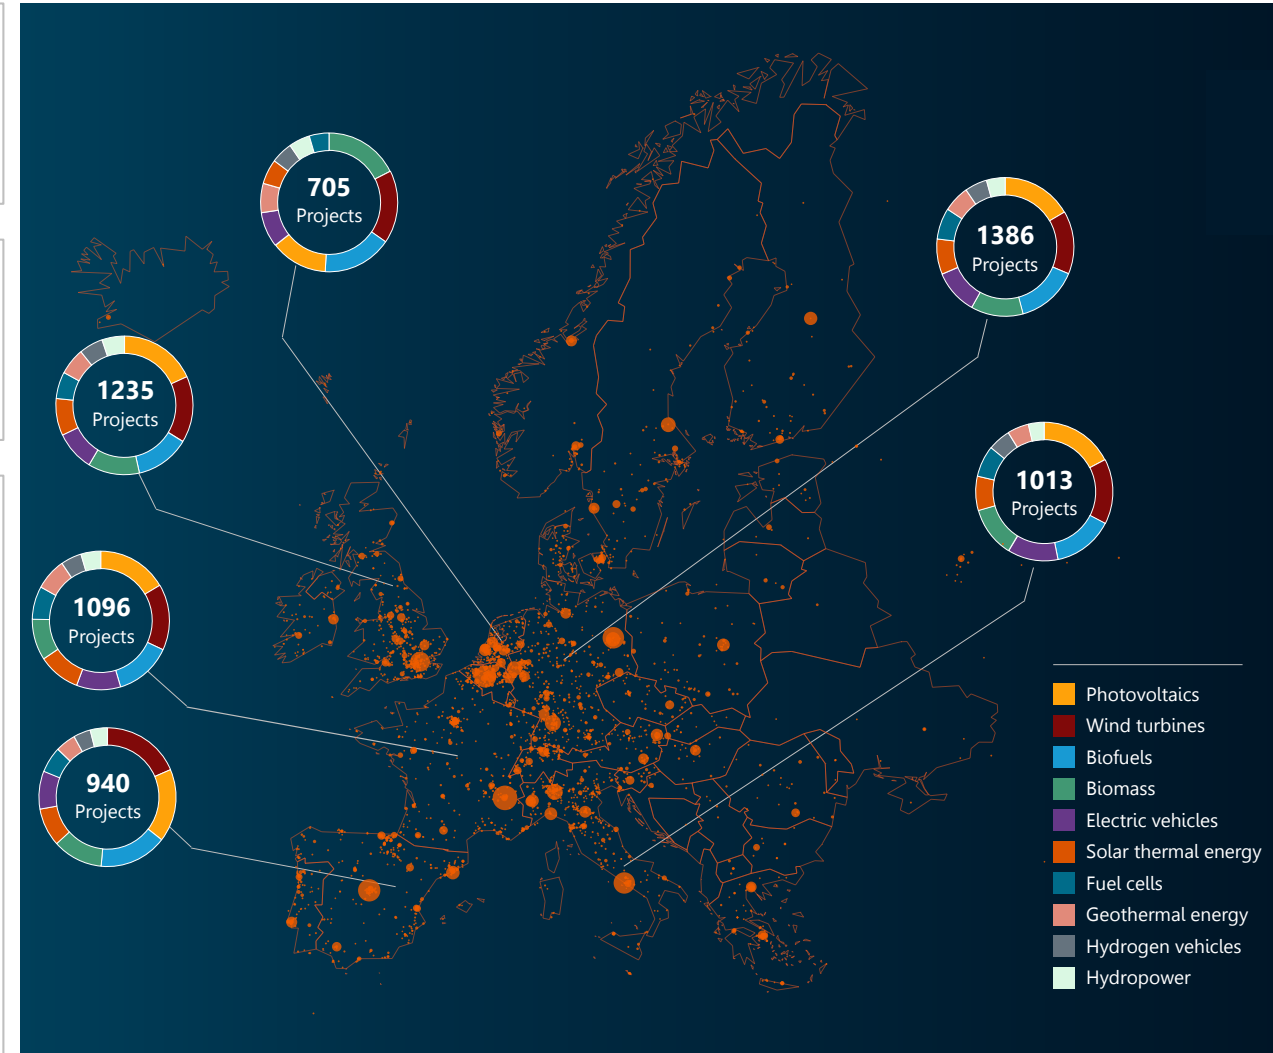 705
Projects
1386
Projects
1235
Projects
1013
Projects
1096
Projects
940
Projects
Photovoltaics
Wind turbines
Biofuels
Biomass
Electric vehicles
Solar thermal energy
Fuel cells
Geothermal energy
Hydrogen vehicles
Hydropower